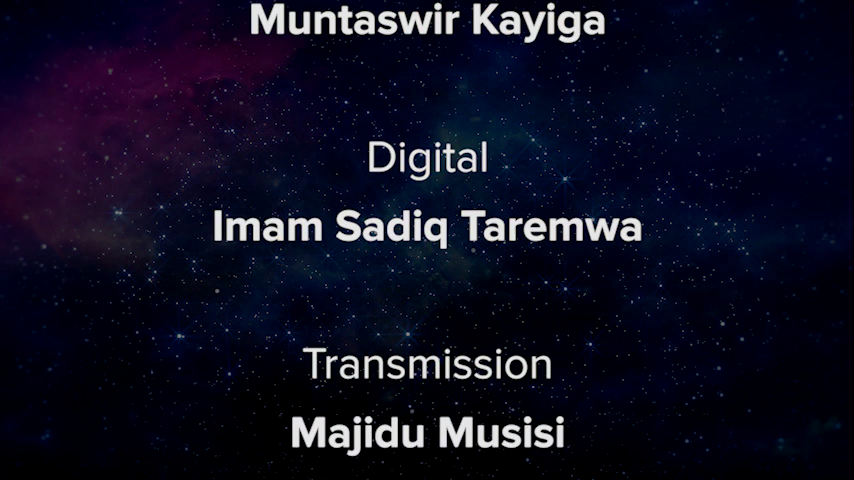 Muntaswir Kayiga
Digital
Imam Sadiq Taremwa
Transmission
Majidu Musisi